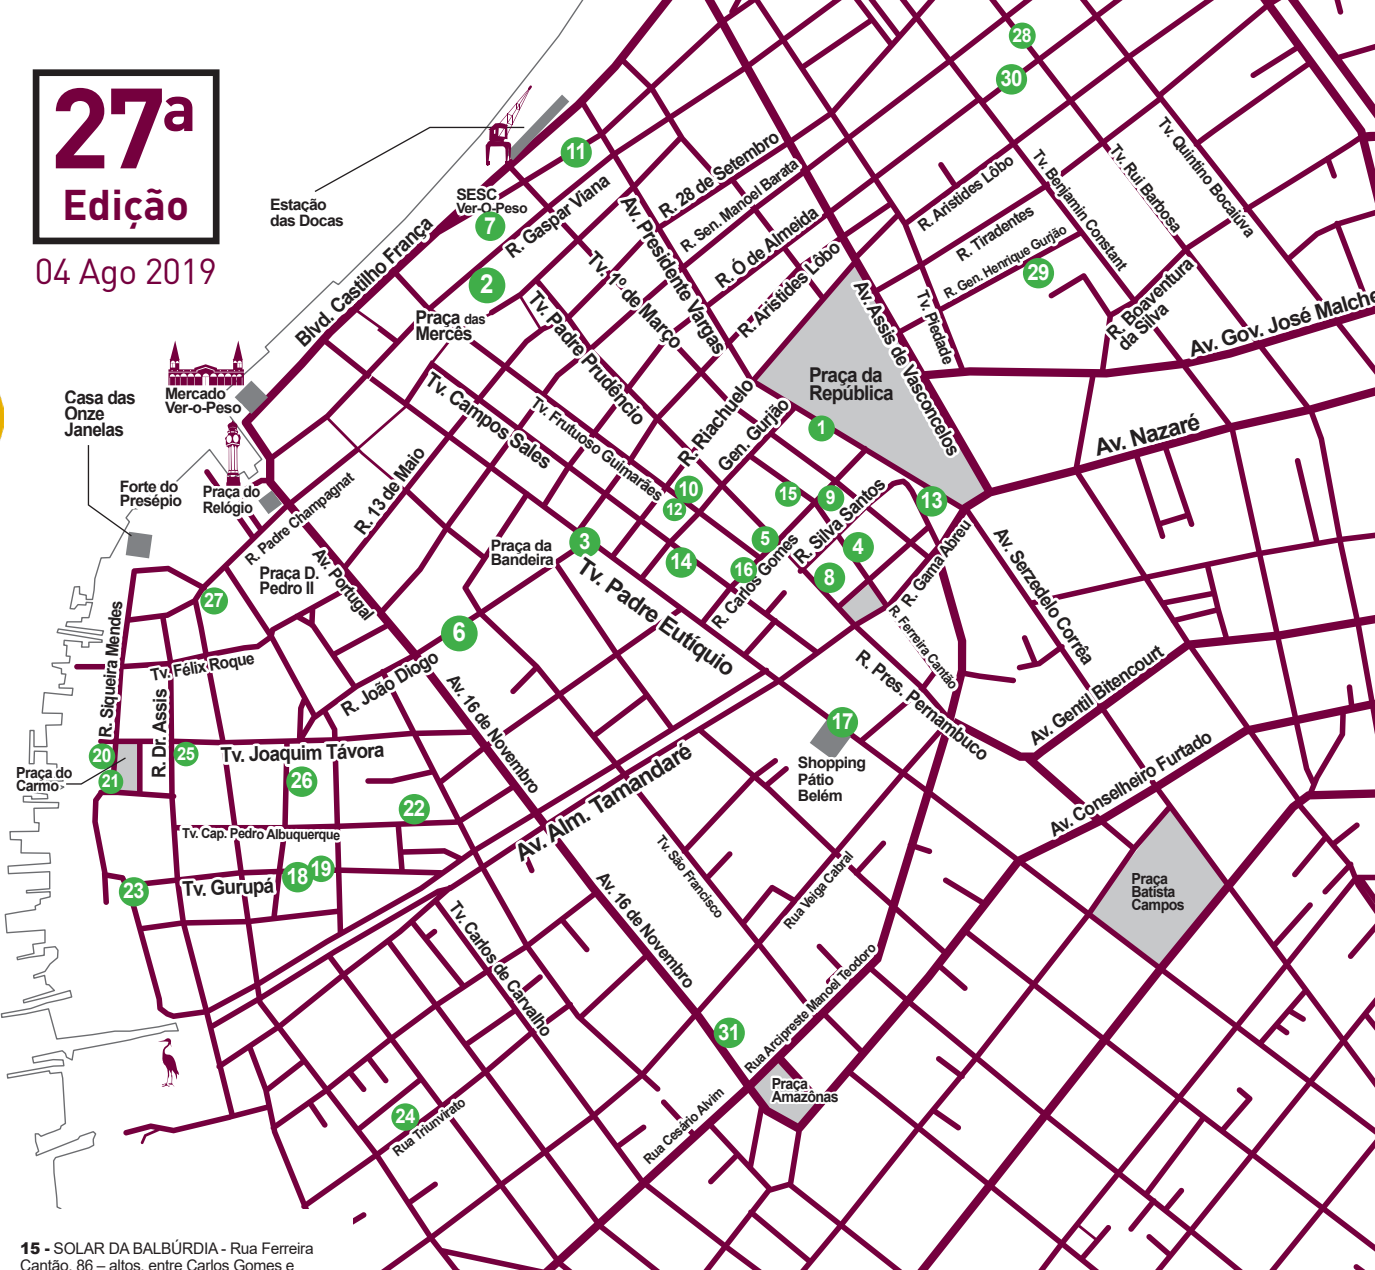 27ª
Edição
04 Ago 2019
Estação
das Docas
SESC
Ver-O-Peso
Blvd. Castilho França
R. Gaspar Viana
R. 28 de Setembro
R. Sen. Manoel Barata
R. Ó de Almeida
R. Aristides Lôbo
Av. Presidente Vargas
Tv. 1º de Março
Tv. Padre Prudêncio
Praça das
Mercês
R. Aristides Lôbo
R. Tiradentes
R. Gen. Henrique Gurjão
Tv. Benjamin Constant
Tv. Rui Barbosa
Tv. Quintino Bocaiúva
R. Boaventura
da Silva
Tv. Piedade
Av. Assis de Vasconcelos
Av. Gov. José Malche
Av. Nazaré
Praça da
República
Mercado
Ver-o-Peso
Casa das
Onze
Janelas
Forte do
Presépio
Praça do
Relógio
R. Padre Champagnat
R. 13 de Maio
Tv. Campos Sales
Tv. Frutuoso Guimarães
R. Riachuelo
Gen. Gurjão
R. Silva Santos
R. Carlos Gomes
R. Gama Abreu
R. Ferreira Cantão
Av. Serzedelo Corrêa
Praça da
Bandeira
Praça D.
Pedro II
Av. Portugal
Tv. Padre Eutíquio
R. Pres. Pernambuco
Av. Gentil Bitencourt
Av. Conselheiro Furtado
R. Siqueira Mendes
Tv. Félix Roque
R. Dr. Assis
R. João Diogo
Av. 16 de Novembro
Tv. Joaquim Távora
Praça do
Carmo
Tv. Cap. Pedro Albuquerque
Tv. Gurupá
Av. Alm. Tamandaré
Shopping
Pátio
Belém
Tv. São Francisco
Rua Veiga Cabral
Praça
Batista
Campos
Av. 16 de Novembro
Tv. Carlos de Carvalho
Rua Arcipreste Manoel Teodoro
Praça
Amazônas
Rua Cesário Alvim
Rua Triunvirato
1
2
3
4
5
6
7
8
9
10
11
12
13
14
15
16
17
18
19
20
21
22
23
24
25
26
27
28
29
30
31
15 - SOLAR DA BALBÚRDIA - Rua Ferreira
Cantão, 86 – altos, entre Carlos Gomes e